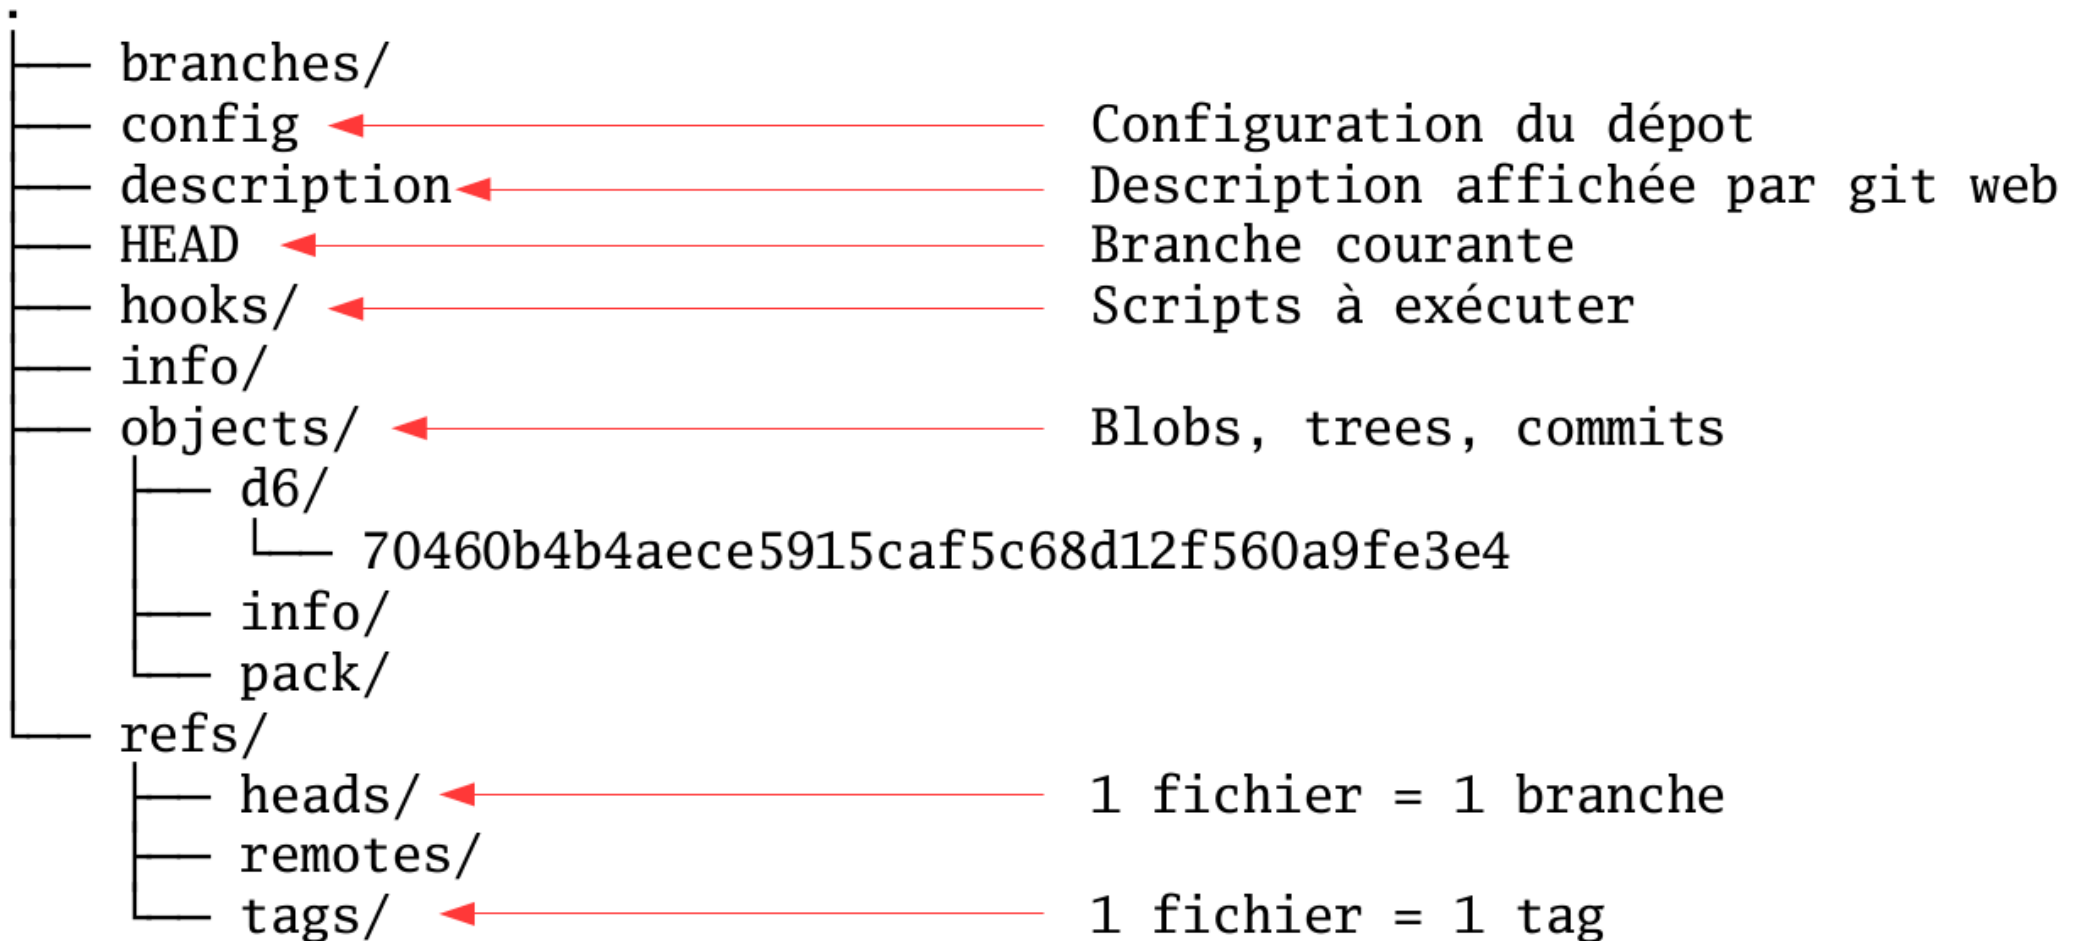 .
├── branches/
├── config Configuration du dépot
├── description Description affichée par git web
├── HEAD Branche courante
├── hooks/ Scripts à exécuter
├── info/
├── objects/ Blobs, trees, commits
│   ├── d6/
│   │   └── 70460b4b4aece5915caf5c68d12f560a9fe3e4
│   ├── info/
│   └── pack/
└── refs/
    ├── heads/ 1 fichier = 1 branche
    ├── remotes/
    └── tags/ 1 fichier = 1 tag